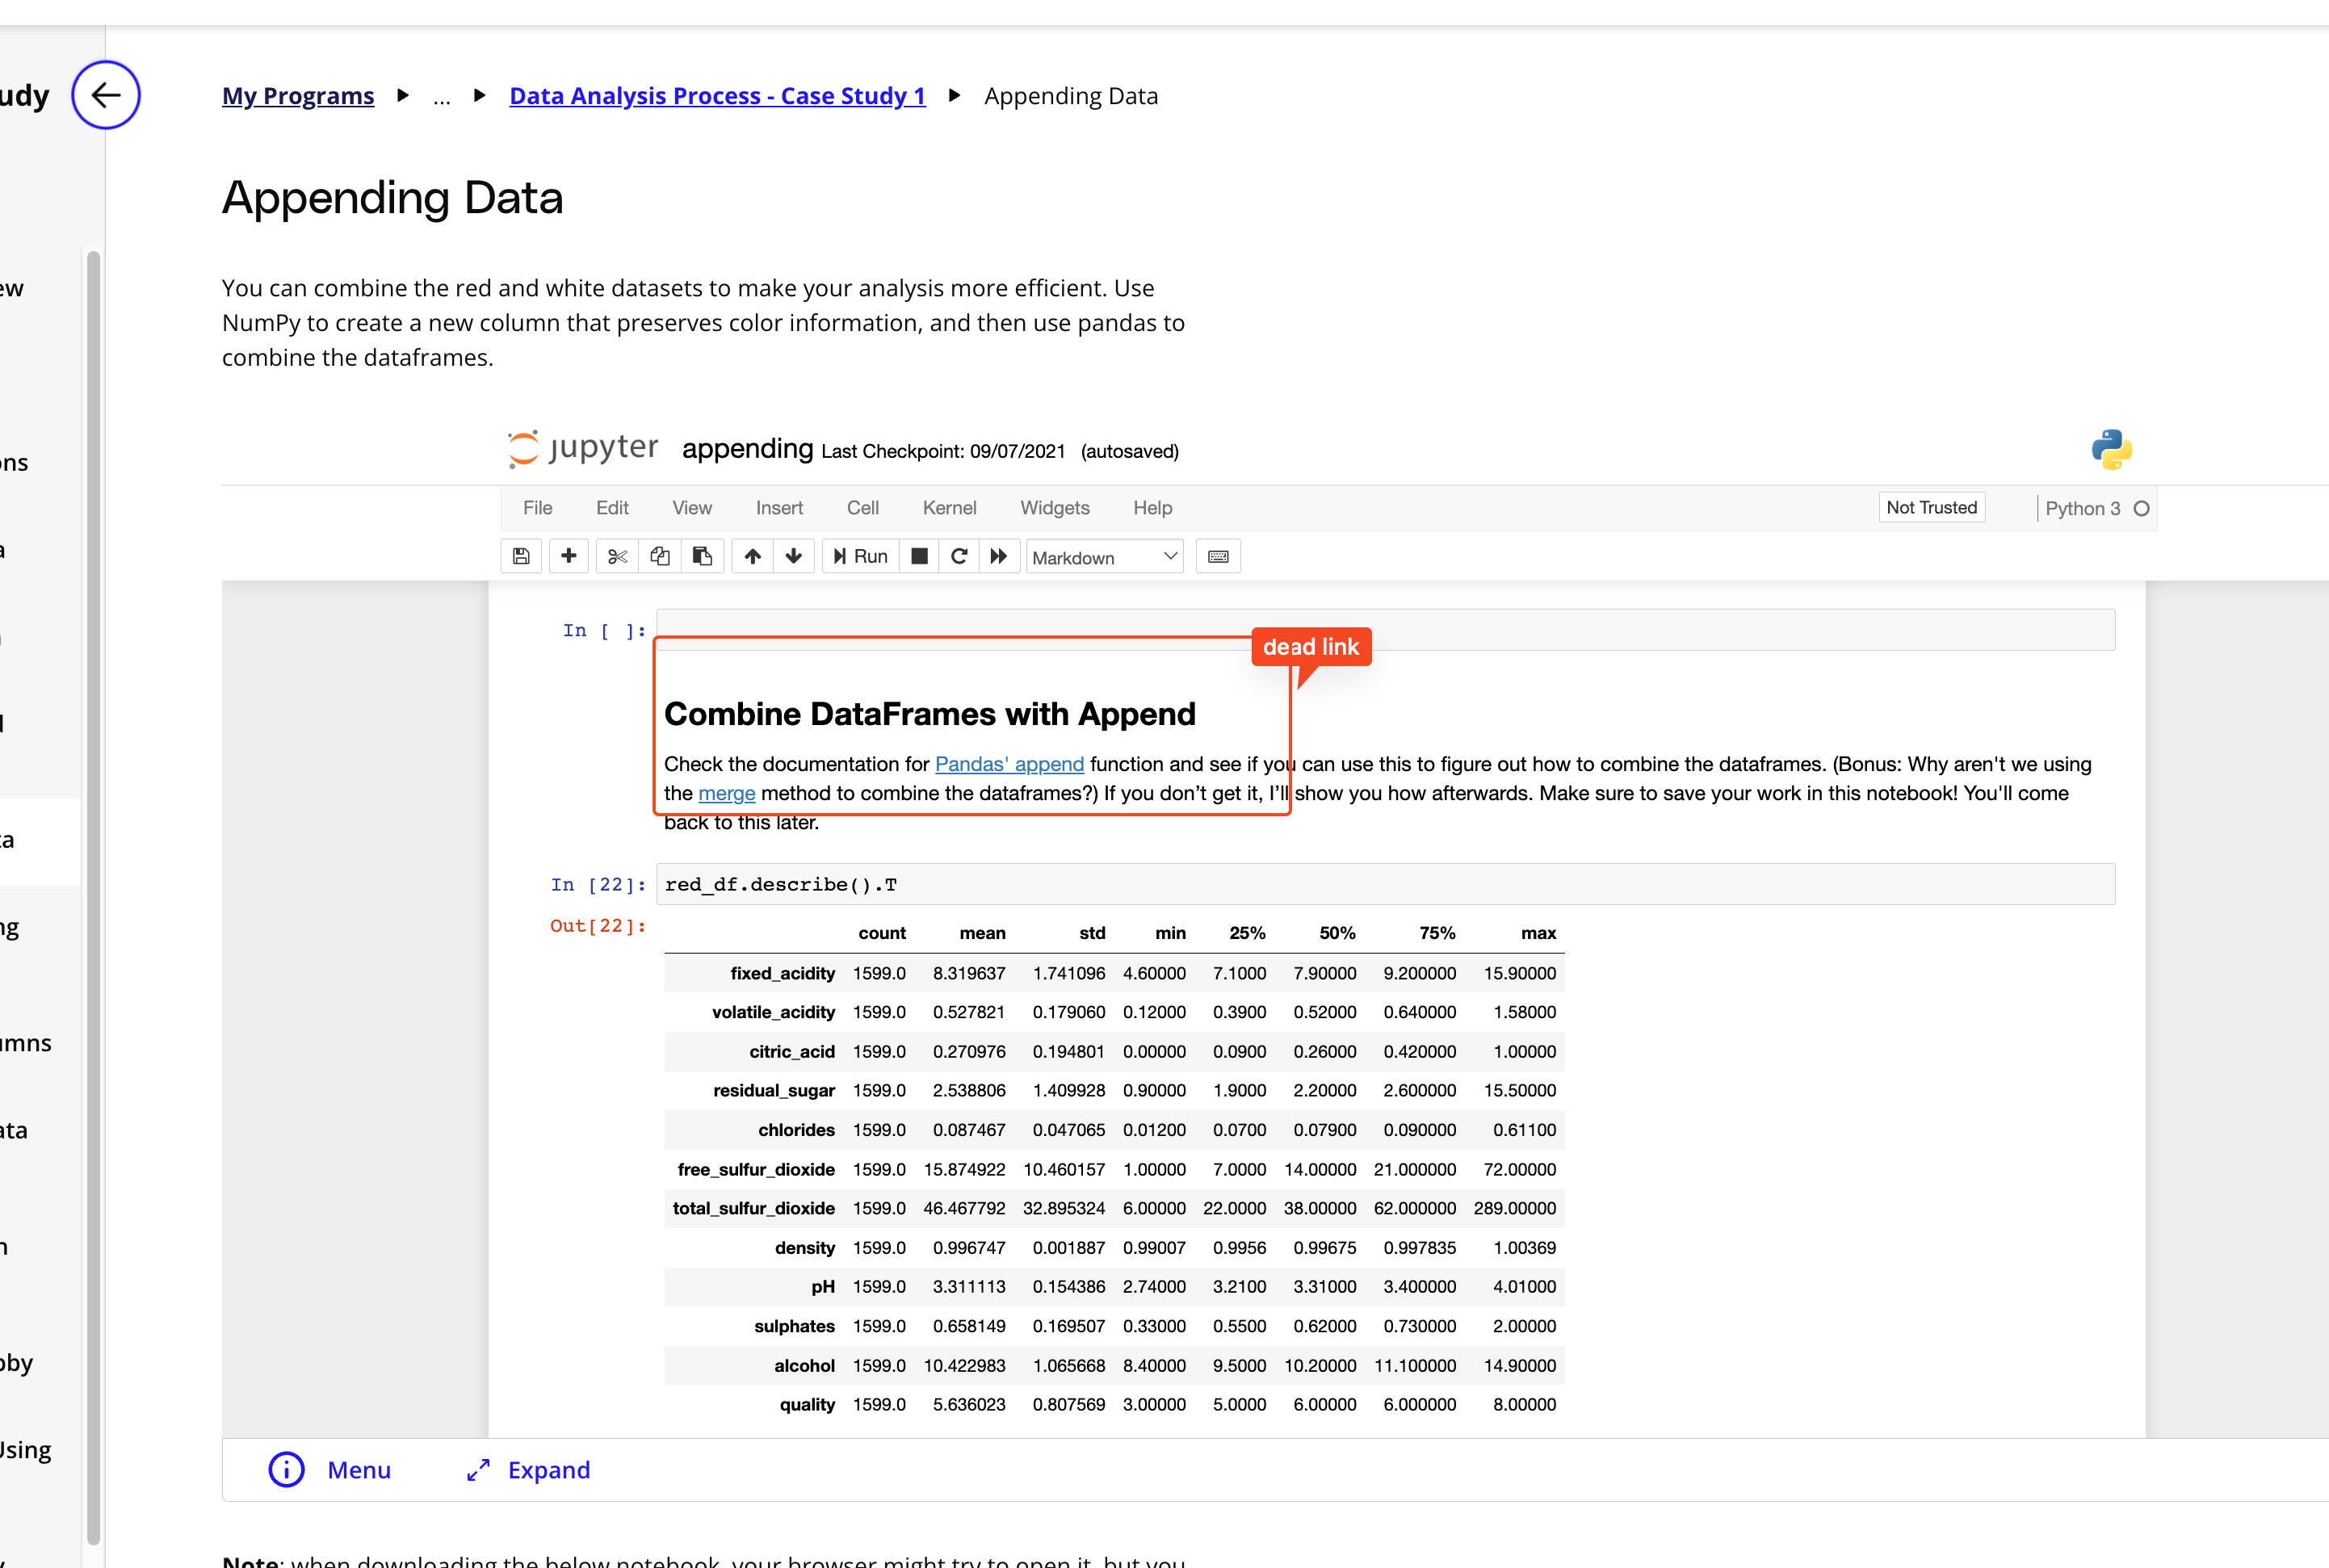 udy
My Programs ... Data Analysis Process - Case Study 1 Appending Data
Appending Data
ew
You can combine the red and white datasets to make your analysis more efficient. Use
NumPy to create a new column that preserves color information, and then use pandas to
combine the dataframes.
jupyter appending Last Checkpoint: 09/07/2021 (autosaved)
ons
File Edit View Insert Cell Kernel Widgets Help Not Trusted Python 3
a
Run Markdown
In [ ]:
dead link
Combine DataFrames with Append
Check the documentation for Pandas' append function and see if you can use this to figure out how to combine the dataframes. (Bonus: Why aren't we using
the merge method to combine the dataframes?) If you don’t get it, I’ll show you how afterwards. Make sure to save your work in this notebook! You'll come
back to this later.
ta
In [22]: red_df.describe().T
Out[22]:
ng
count mean std min 25% 50% 75% max
fixed_acidity 1599.0 8.319637 1.741096 4.60000 7.1000 7.90000 9.200000 15.90000
volatile_acidity 1599.0 0.527821 0.179060 0.12000 0.3900 0.52000 0.640000 1.58000
umns
citric_acid 1599.0 0.270976 0.194801 0.00000 0.0900 0.26000 0.420000 1.00000
residual_sugar 1599.0 2.538806 1.409928 0.90000 1.9000 2.20000 2.600000 15.50000
ata
chlorides 1599.0 0.087467 0.047065 0.01200 0.0700 0.07900 0.090000 0.61100
free_sulfur_dioxide 1599.0 15.874922 10.460157 1.00000 7.0000 14.00000 21.000000 72.00000
total_sulfur_dioxide 1599.0 46.467792 32.895324 6.00000 22.0000 38.00000 62.000000 289.00000
n
density 1599.0 0.996747 0.001887 0.99007 0.9956 0.99675 0.997835 1.00369
pH 1599.0 3.311113 0.154386 2.74000 3.2100 3.31000 3.400000 4.01000
sulphates 1599.0 0.658149 0.169507 0.33000 0.5500 0.62000 0.730000 2.00000
bby
alcohol 1599.0 10.422983 1.065668 8.40000 9.5000 10.20000 11.100000 14.90000
quality 1599.0 5.636023 0.807569 3.00000 5.0000 6.00000 6.000000 8.00000
Using
Menu Expand
Note: when downloading the below notebook, your browser might try to open it, but you